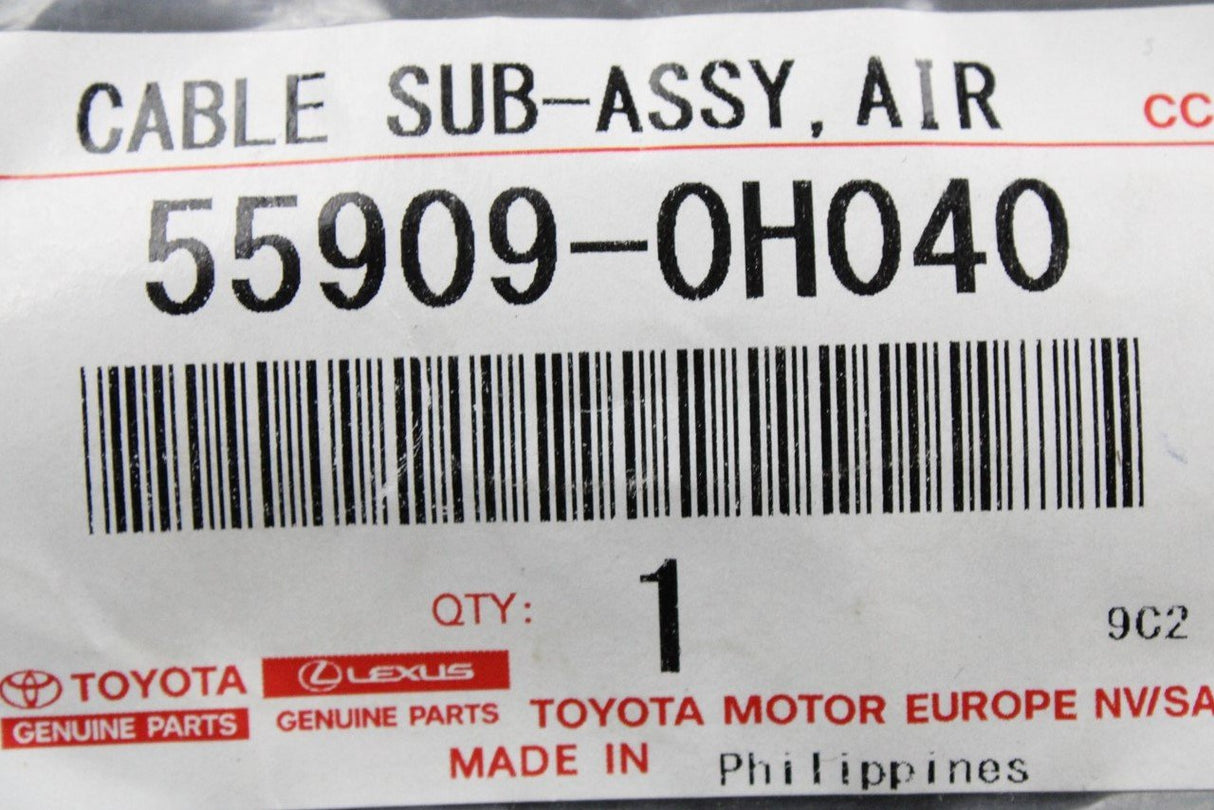 CABLE SUB-ASSY, AIR
CC
55909-0H040
QTY: 1
9C2
TOYOTA
GENUINE PARTS
LEXUS
GENUINE PARTS
TOYOTA MOTOR EUROPE NV/SA
MADE IN Philippines